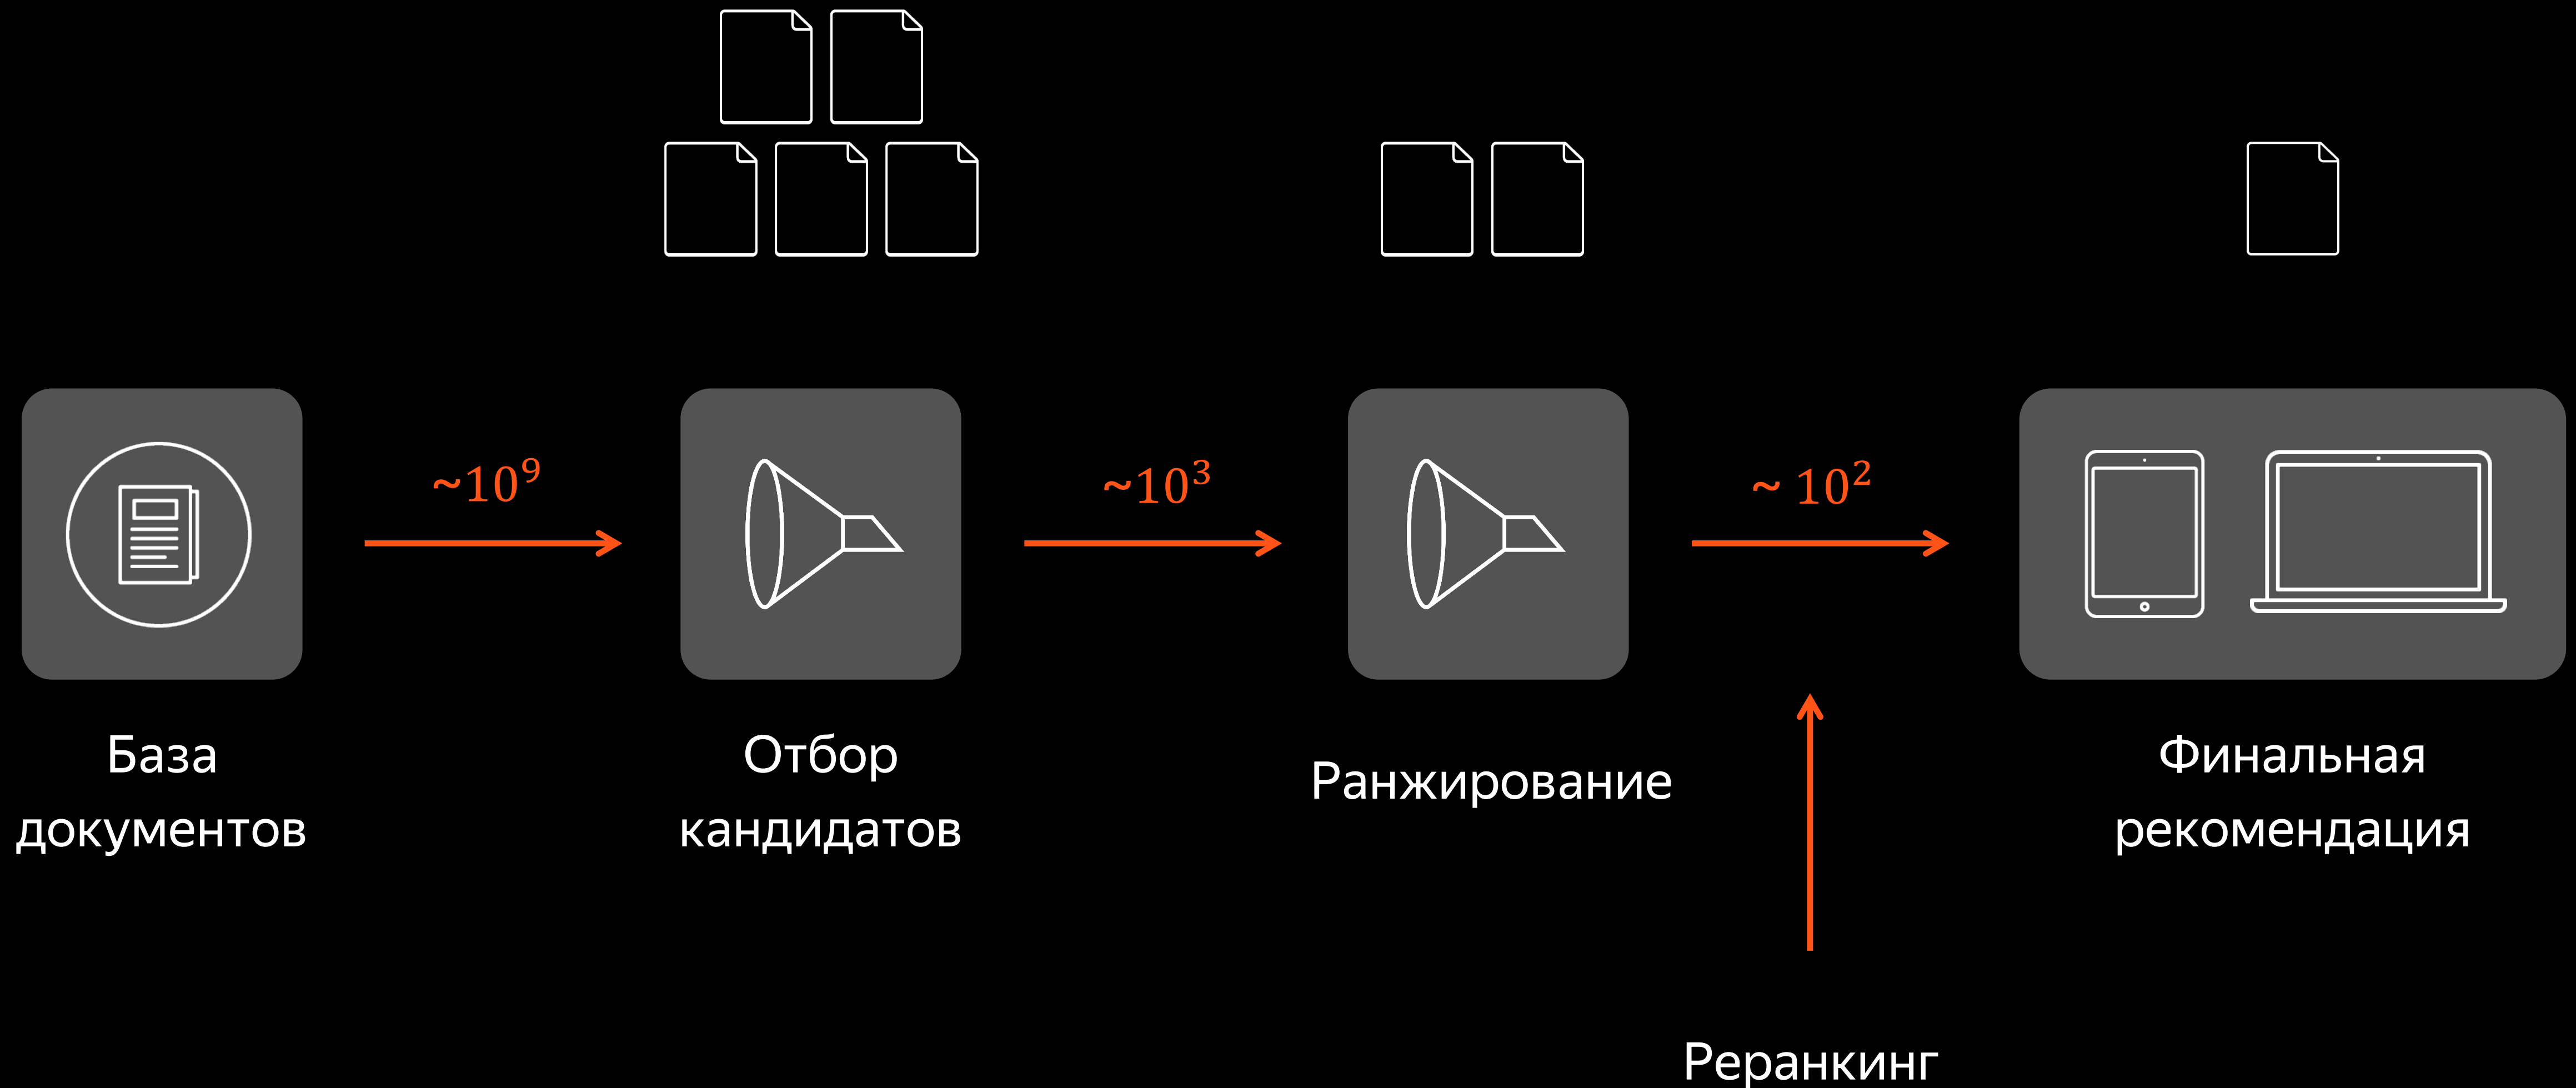 ~10⁹
~10³
~ 10²
База
документов
Отбор
кандидатов
Ранжирование
Финальная
рекомендация
Реранкинг